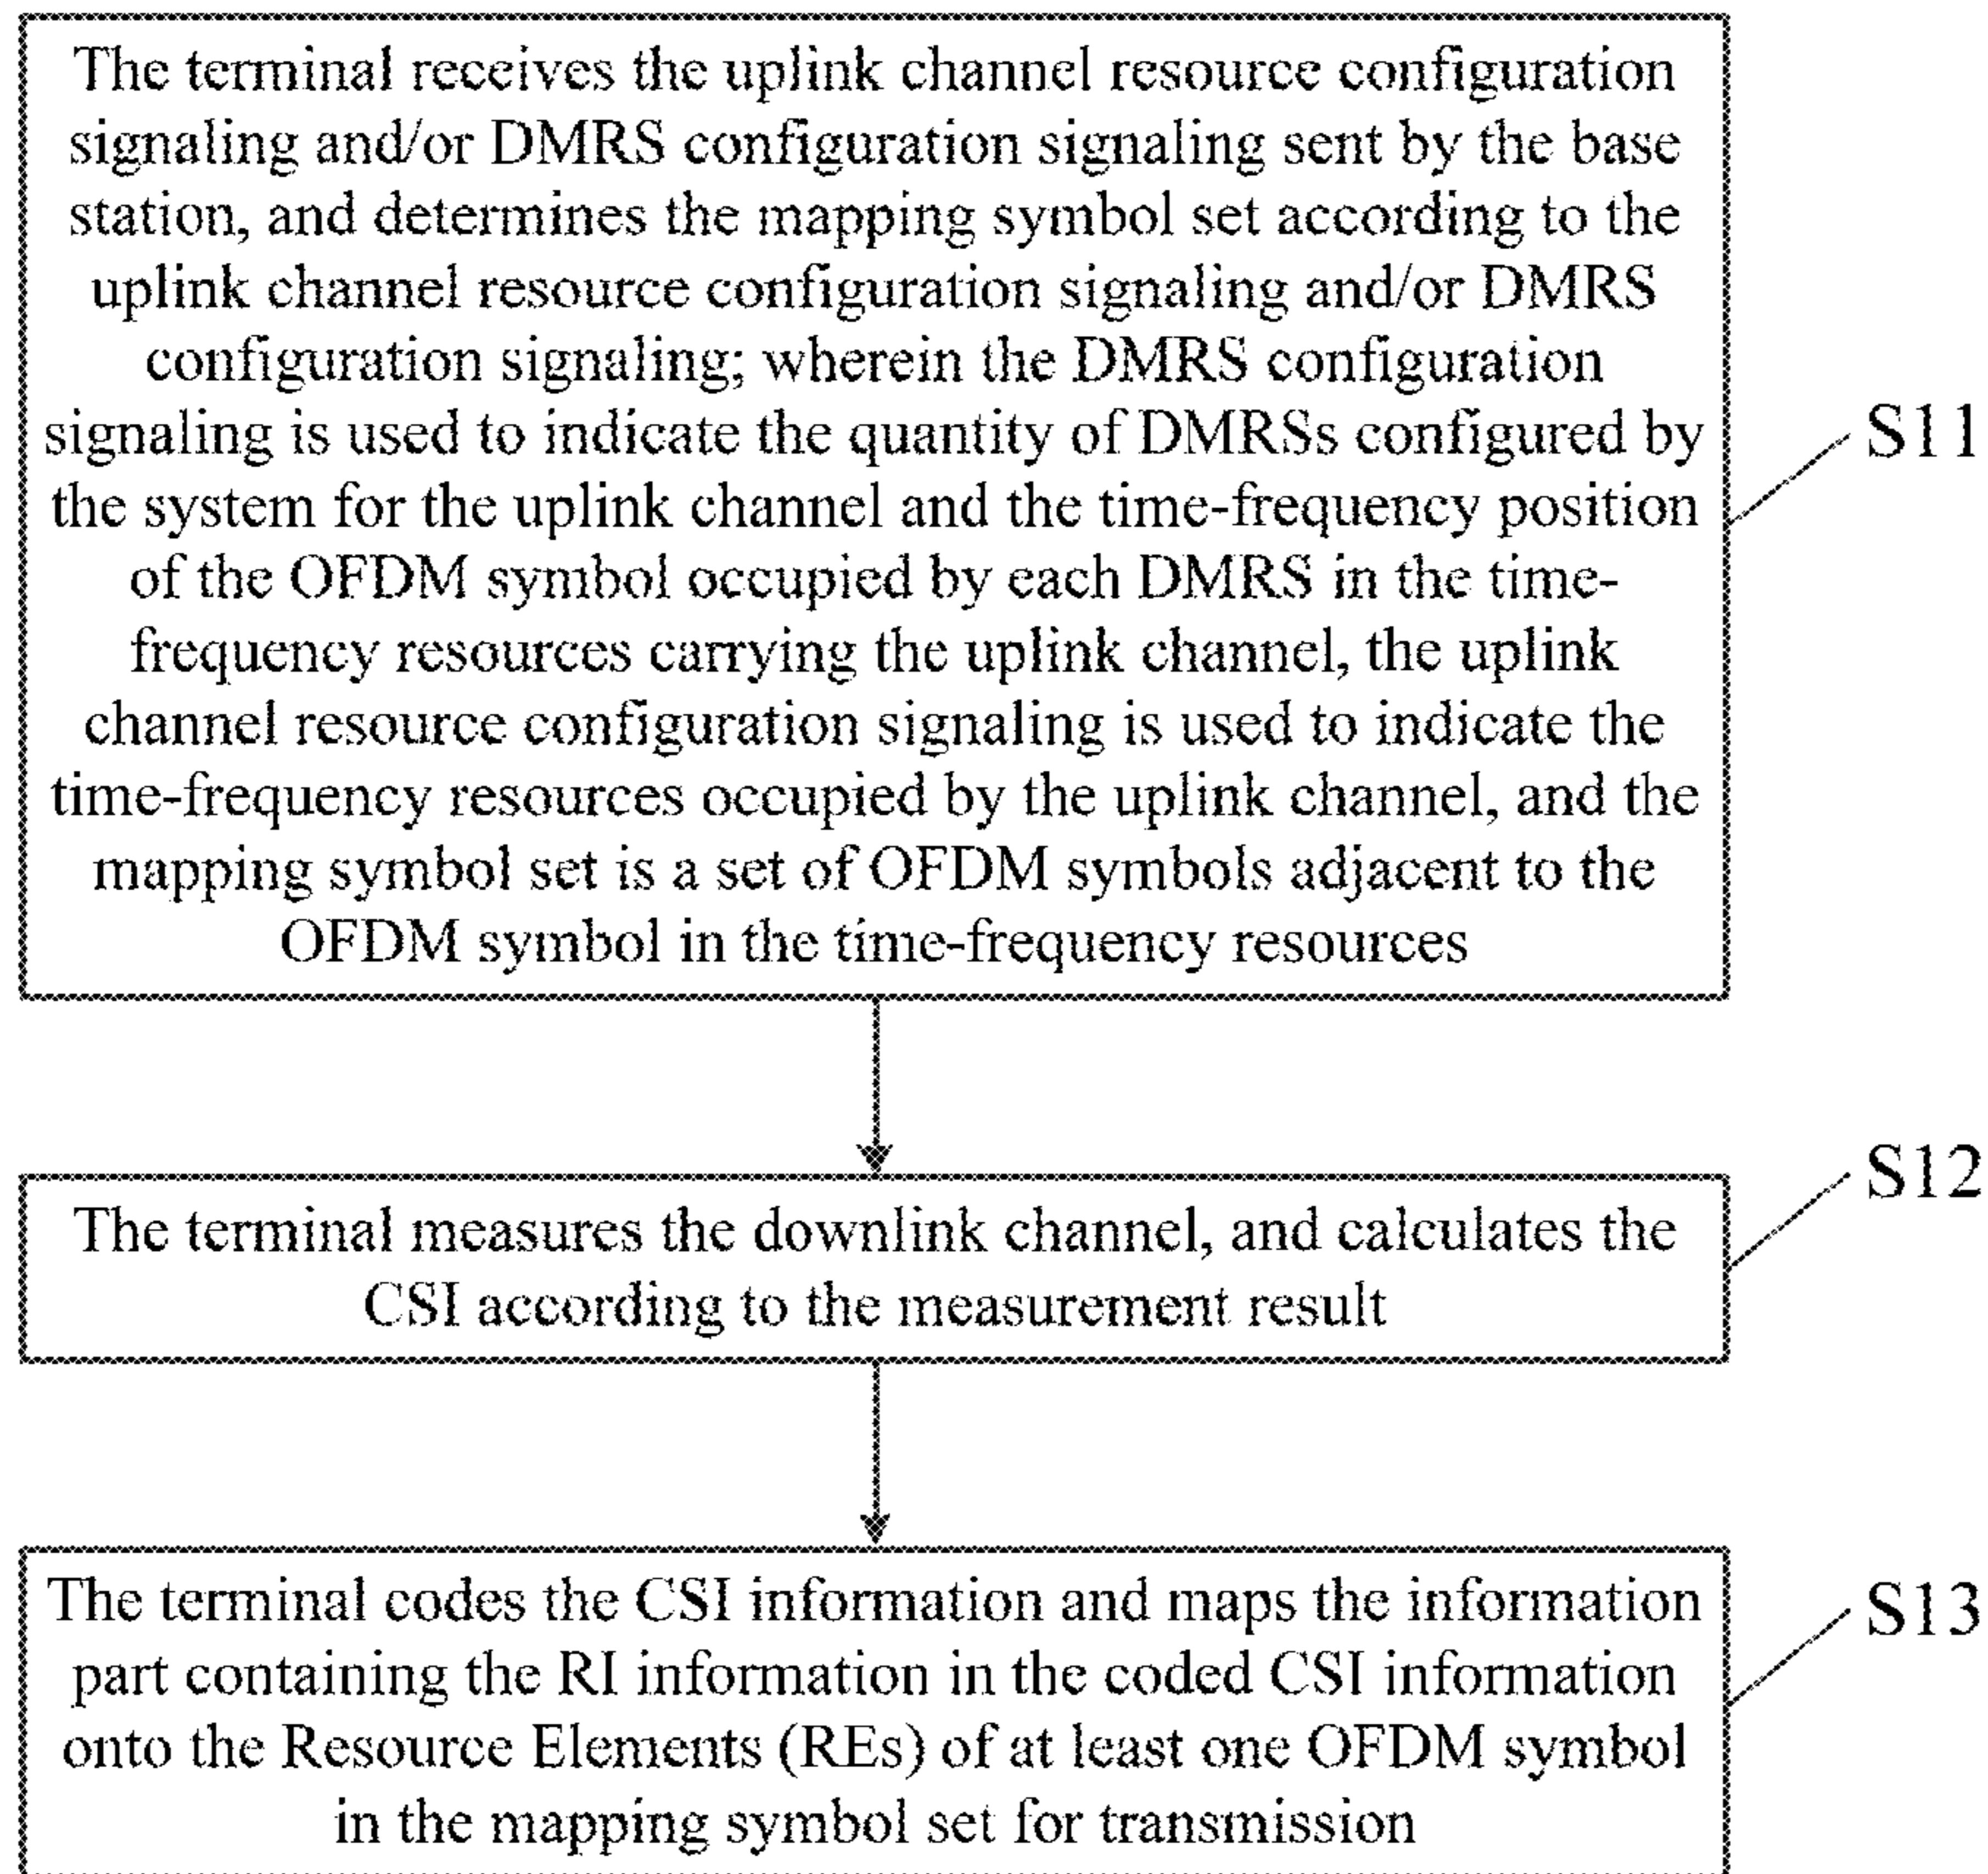 The terminal receives the uplink channel resource configuration
signaling and/or DMRS configuration signaling sent by the base
station, and determines the mapping symbol set according to the
uplink channel resource configuration signaling and/or DMRS
configuration signaling; wherein the DMRS configuration
signaling is used to indicate the quantity of DMRSs configured by
the system for the uplink channel and the time-frequency position
of the OFDM symbol occupied by each DMRS in the time-
frequency resources carrying the uplink channel, the uplink
channel resource configuration signaling is used to indicate the
time-frequency resources occupied by the uplink channel, and the
mapping symbol set is a set of OFDM symbols adjacent to the
OFDM symbol in the time-frequency resources
S11
The terminal measures the downlink channel, and calculates the
CSI according to the measurement result
S12
The terminal codes the CSI information and maps the information
part containing the RI information in the coded CSI information
onto the Resource Elements (REs) of at least one OFDM symbol
in the mapping symbol set for transmission
S13